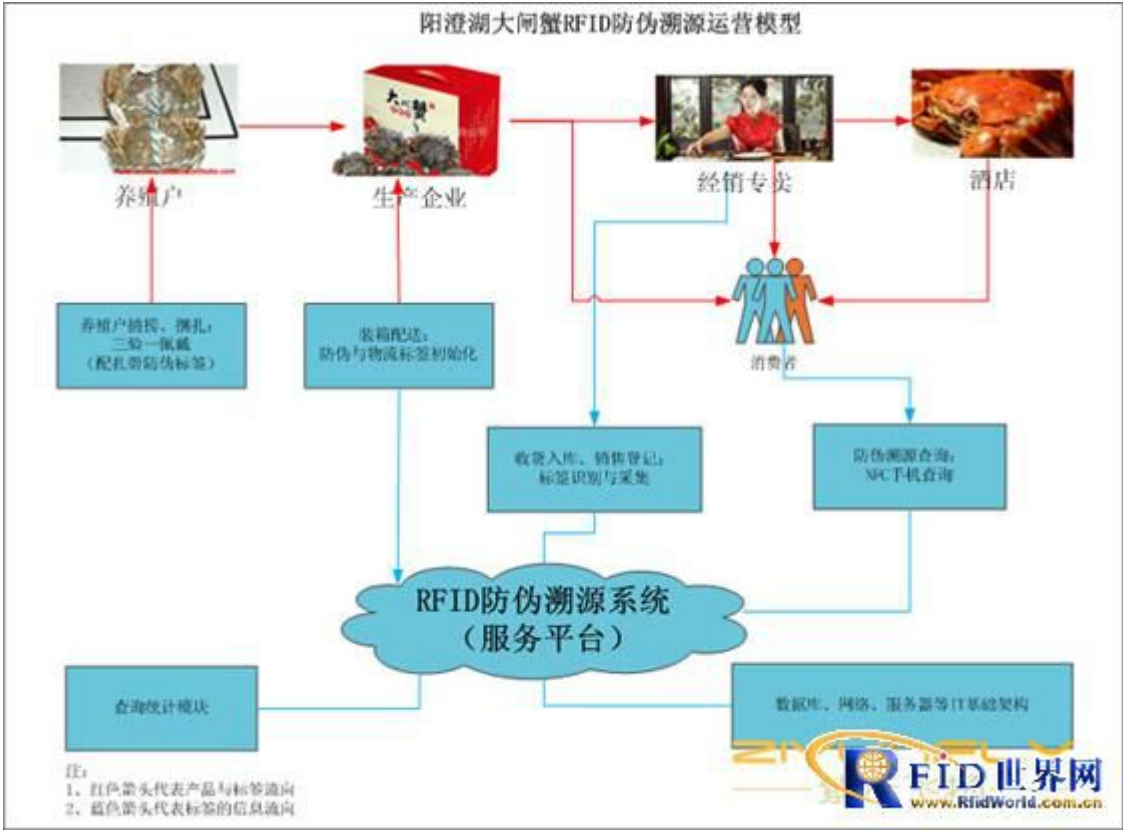 阳澄湖大闸蟹RFID防伪溯源运营模型
大闸蟹
养殖户
生产企业
经销专卖
酒店
养殖户捕捞、捆扎:
三验一佩戴
(配扎带防伪标签)
装箱配送:
防伪与物流标签初始化
消费者
收货入库、销售登记:
标签识别与采集
防伪溯源查询:
NFC手机查询
RFID防伪溯源系统
(服务平台)
查询统计模块
数据库、网络、服务器等IT基础架构
注:
1、红色箭头代表产品与标签流向
2、蓝色箭头代表标签的信息流向
RFID世界网
www.RfidWorld.com.cn